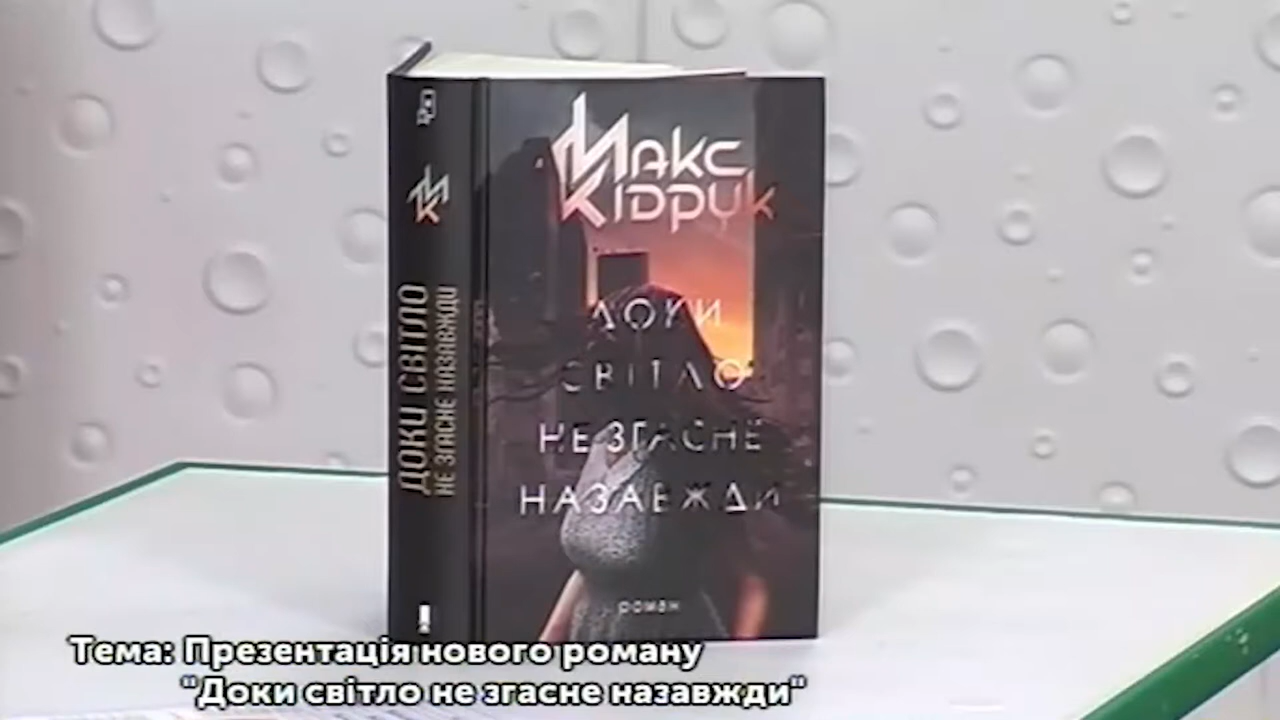 ДОКИ СВІТЛО
НЕ ЗГАСНЕ НАЗАВЖДИ
МАКС
КІДРУК
ДОКИ
СВІТЛО
НЕ ЗГАСНЕ
НАЗАВЖДИ
роман
Тема: Презентація нового роману
"Доки світло не згасне назавжди"